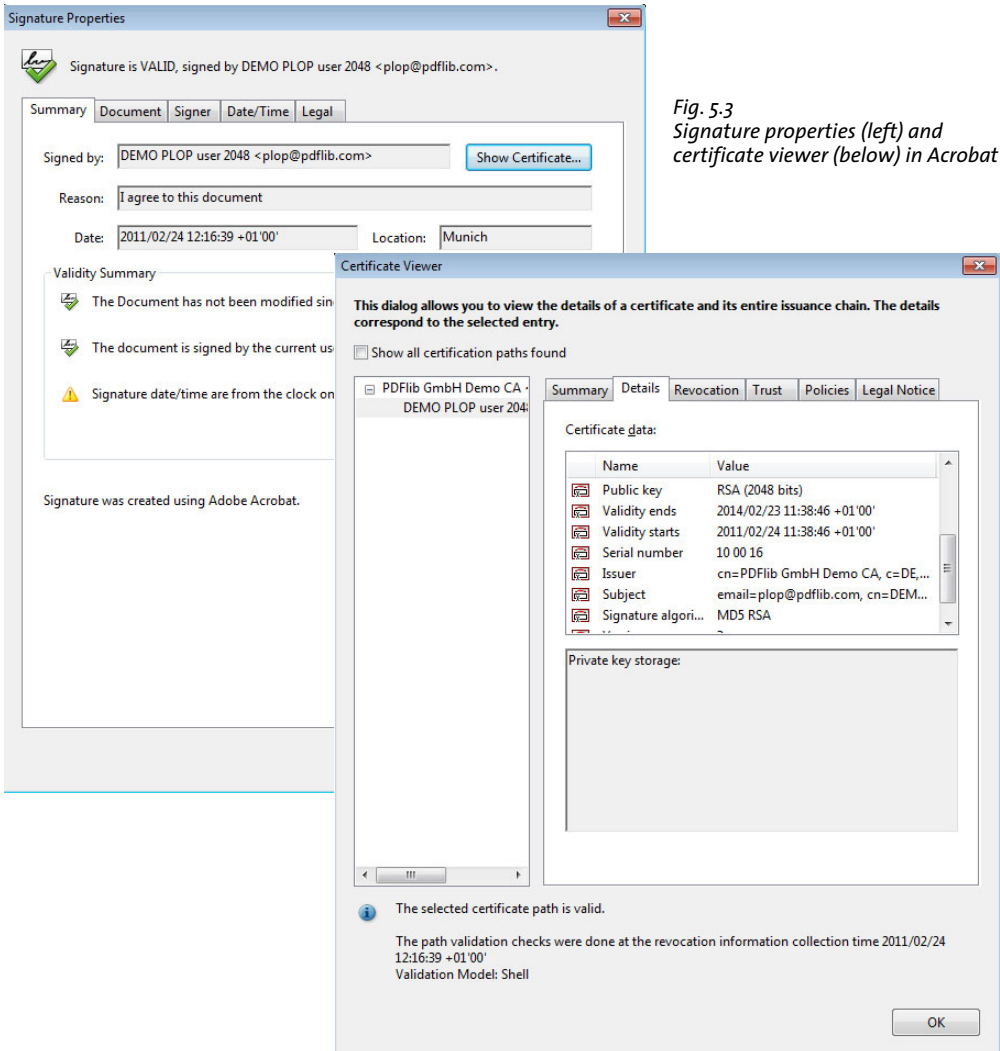 Signature Properties
Signature is VALID, signed by DEMO PLOP user 2048 <plop@pdflib.com>.
Summary Document Signer Date/Time Legal
Signed by: DEMO PLOP user 2048 <plop@pdflib.com> Show Certificate...
Reason: I agree to this document
Date: 2011/02/24 12:16:39 +01'00' Location: Munich
Validity Summary
The Document has not been modified sin
The document is signed by the current us
Signature date/time are from the clock on
Signature was created using Adobe Acrobat.
Fig. 5.3
Signature properties (left) and
certificate viewer (below) in Acrobat
Certificate Viewer
This dialog allows you to view the details of a certificate and its entire issuance chain. The details
correspond to the selected entry.
Show all certification paths found
PDFlib GmbH Demo CA
DEMO PLOP user 204
Summary Details Revocation Trust Policies Legal Notice
Certificate data:
Name Value
Public key RSA (2048 bits)
Validity ends 2014/02/23 11:38:46 +01'00'
Validity starts 2011/02/24 11:38:46 +01'00'
Serial number 10 00 16
Issuer cn=PDFlib GmbH Demo CA, c=DE,...
Subject email=plop@pdflib.com, cn=DEM...
Signature algori... MD5 RSA
Private key storage:
The selected certificate path is valid.
The path validation checks were done at the revocation information collection time 2011/02/24
12:16:39 +01'00'
Validation Model: Shell
OK